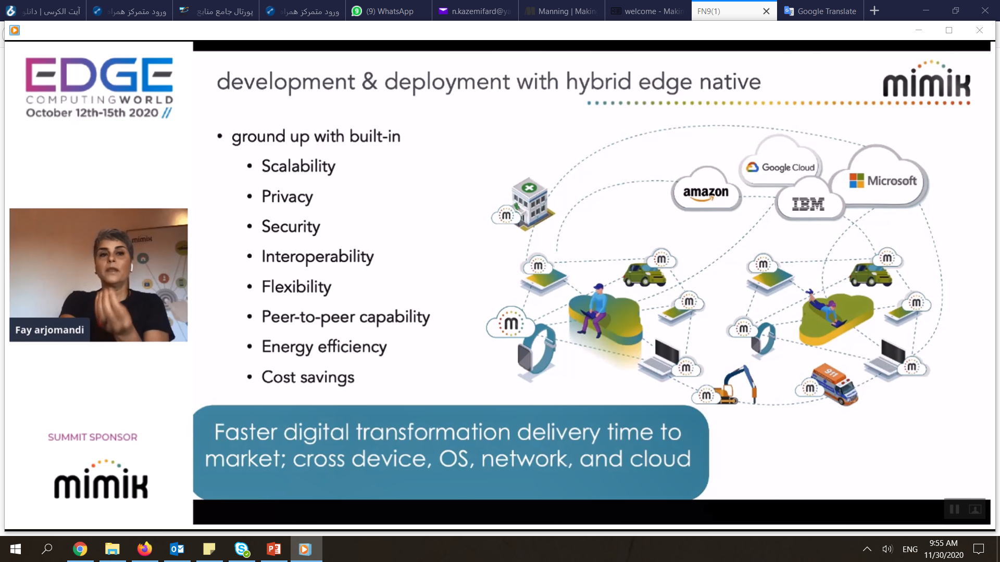 آیت الکرسی | دانلو
ورود متمرکز همراه
پورتال جامع منابع
ورود متمرکز همراه
9
(9) WhatsApp
n.kazemifard@ya
Manning | Makin
welcome - Makin
FN9(1)
Google Translate
EDGE
COMPUTINGWORLD
October 12th-15th 2020 //
development & deployment with hybrid edge native
mimik
• ground up with built-in
• Scalability
• Privacy
• Security
• Interoperability
• Flexibility
• Peer-to-peer capability
• Energy efficiency
• Cost savings
Google Cloud
Microsoft
amazon
IBM
m
m
m
m
m
m
m
m
m
m
m
m
m
911
mimik
Fay arjomandi
Faster digital transformation delivery time to
market; cross device, OS, network, and cloud
SUMMIT SPONSOR
mimik
ENG
9:55 AM
11/30/2020